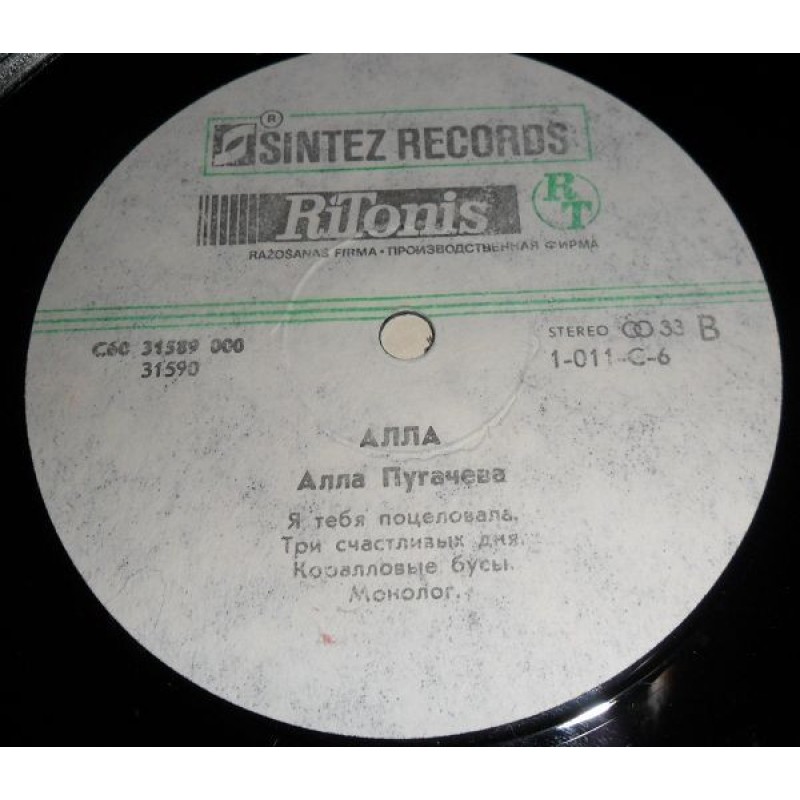 ® SINTEZ RECORDS
RiTonis RT
RAŽOŠANAS FIRMA • ПРОИЗВОДСТВЕННАЯ ФИРМА
С60 31589 000
31590
STEREO 33 B
1-011-C-6
АЛЛА
Алла Пугачева
Я тебя поцеловала.
Три счастливых дня.
Коралловые бусы.
Монолог.